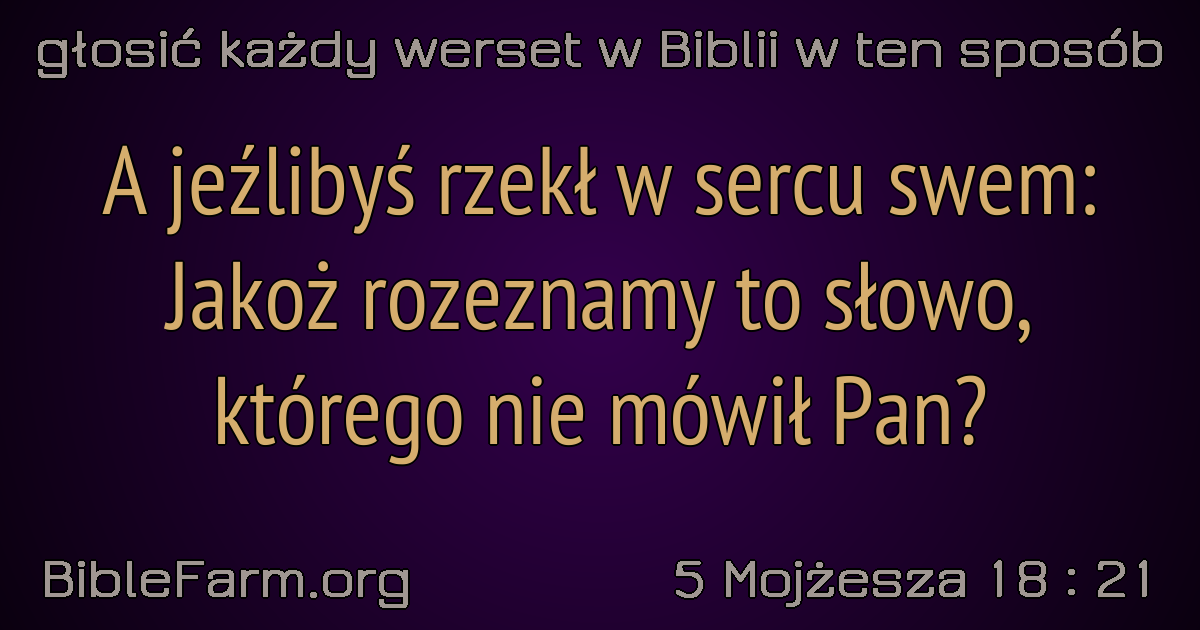 głosić każdy werset w Biblii w ten sposób
A jeźlibyś rzekł w sercu swem:
Jakoż rozeznamy to słowo,
którego nie mówił Pan?
BibleFarm.org
5 Mojżesza 18 : 21